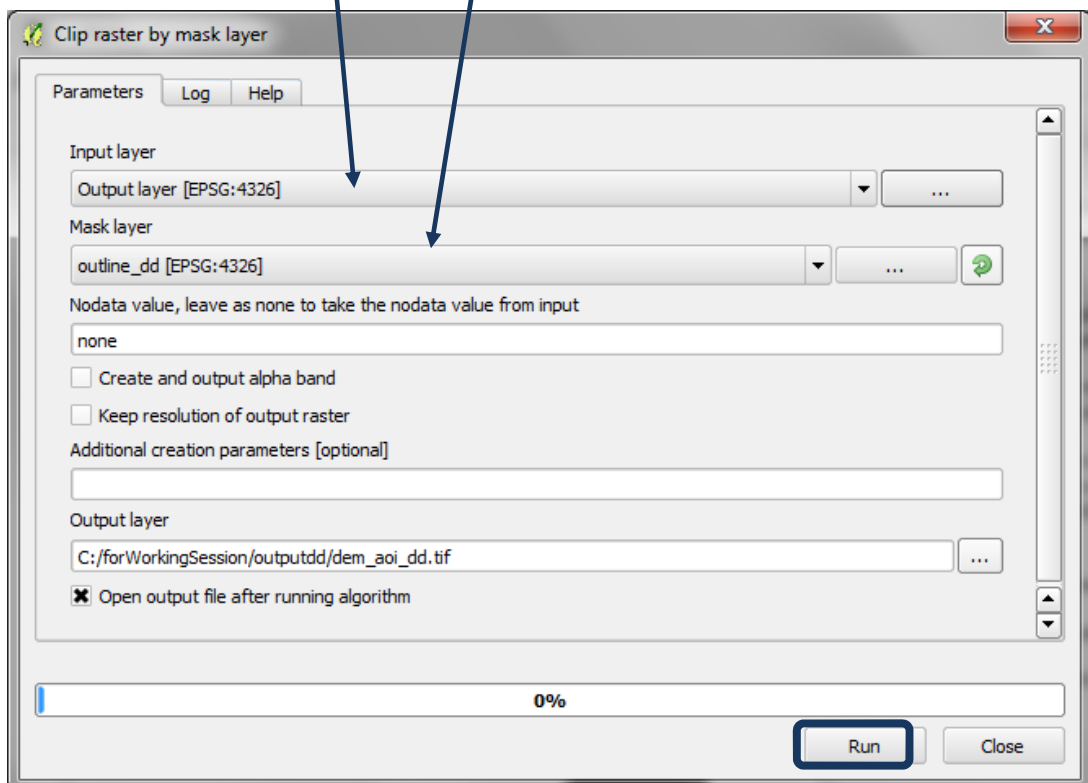 Clip raster by mask layer
Parameters Log Help
Input layer
Output layer [EPSG:4326] ...
Mask layer
outline_dd [EPSG:4326] ...
Nodata value, leave as none to take the nodata value from input
none
Create and output alpha band
Keep resolution of output raster
Additional creation parameters [optional]
Output layer
C:/forWorkingSession/outputdd/dem_aoi_dd.tif ...
Open output file after running algorithm
0%
Run Close